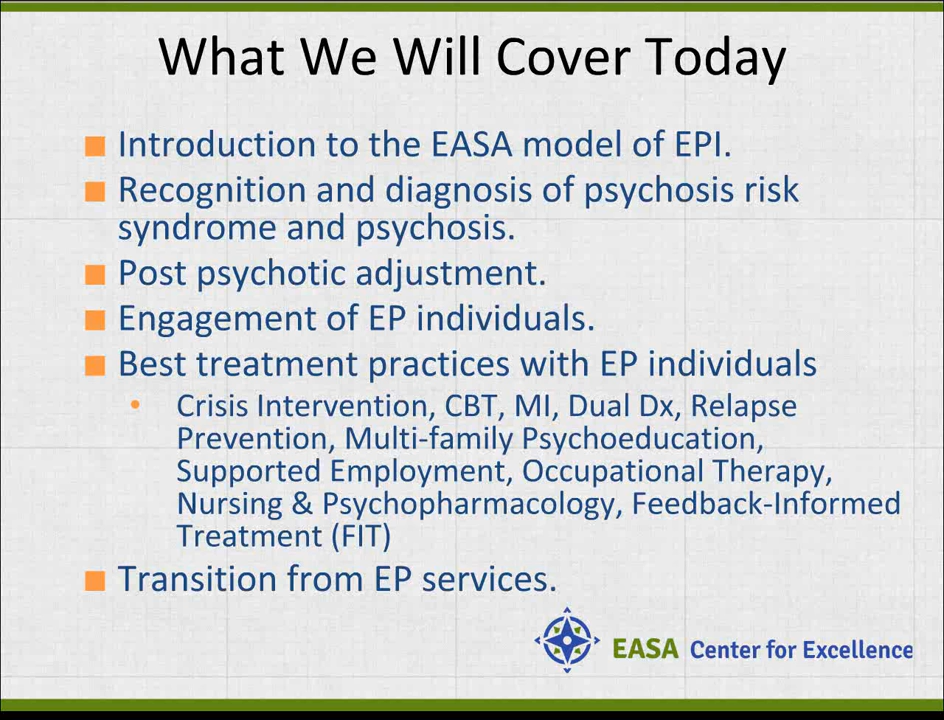 What We Will Cover Today
Introduction to the EASA model of EPI.
Recognition and diagnosis of psychosis risk
syndrome and psychosis.
Post psychotic adjustment.
Engagement of EP individuals.
Best treatment practices with EP individuals
Crisis Intervention, CBT, MI, Dual Dx, Relapse
Prevention, Multi-family Psychoeducation,
Supported Employment, Occupational Therapy,
Nursing & Psychopharmacology, Feedback-Informed
Treatment (FIT)
Transition from EP services.
EASA Center for Excellence